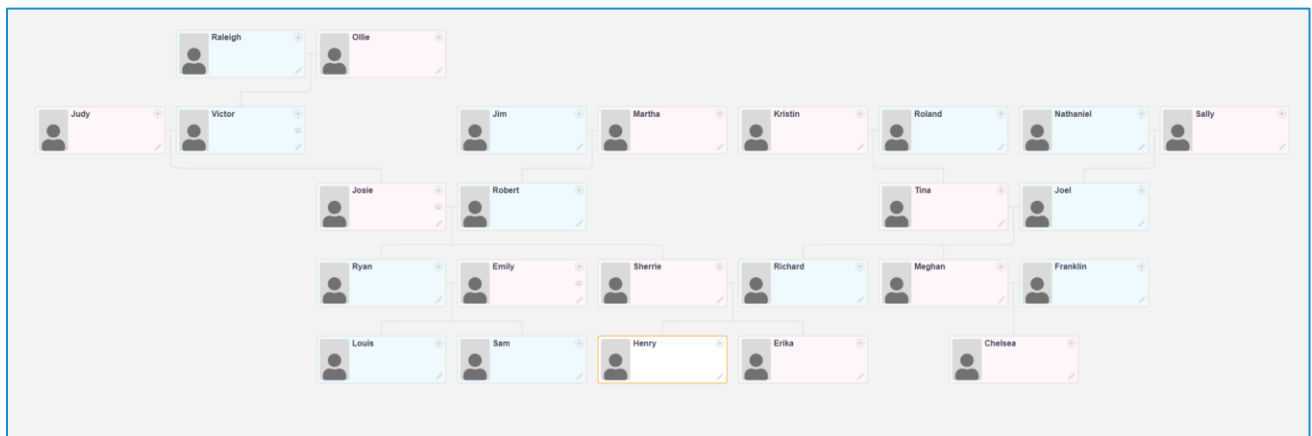 Raleigh
Ollie
Judy
Victor
Jim
Martha
Kristin
Roland
Nathaniel
Sally
Josie
Robert
Tina
Joel
Ryan
Emily
Sherrie
Richard
Meghan
Franklin
Louis
Sam
Henry
Erika
Chelsea